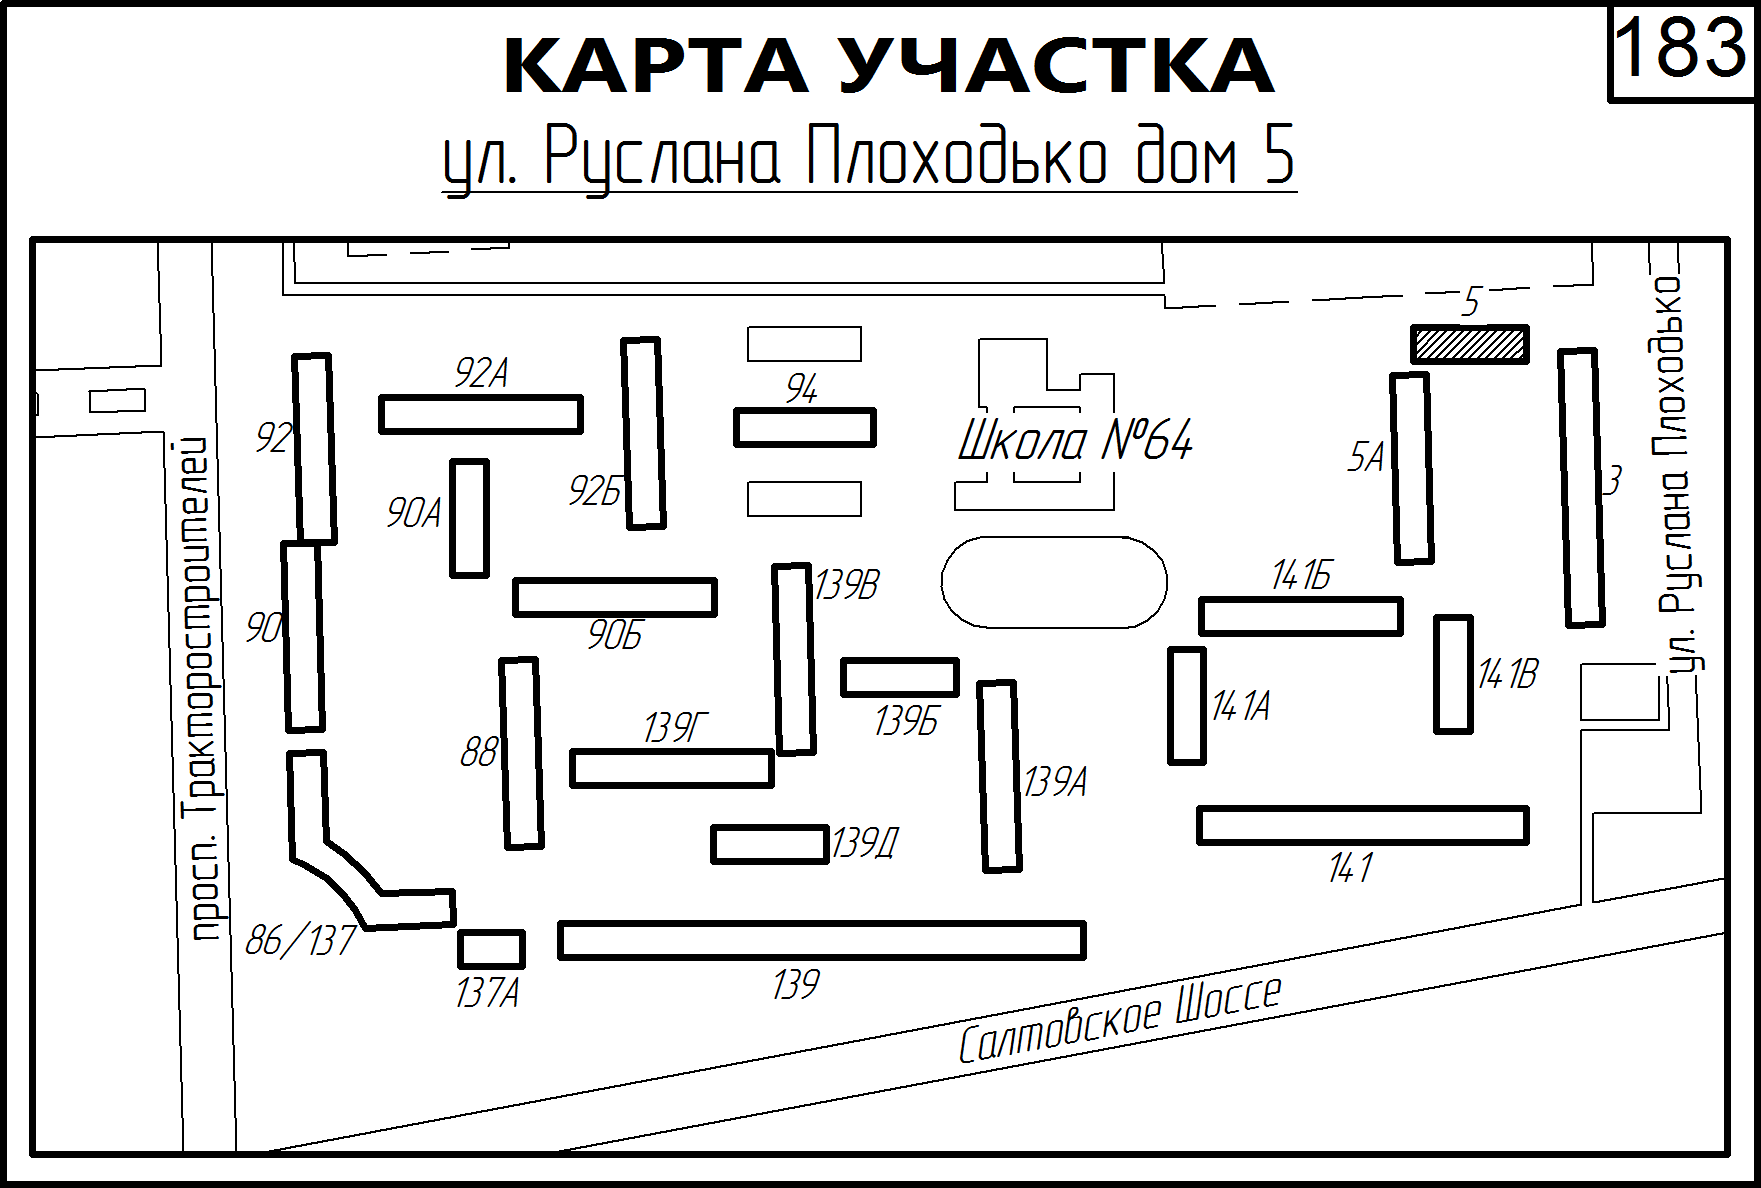 183
КАРТА УЧАСТКА
ул. Руслана Плоходько дом 5
5
92А
94
92
Школа №64
5А
3
90А
92Б
ул. Руслана Плоходько
просп. Тракторостроителей
139В
141Б
90
90Б
141В
141А
139Б
139Г
88
139А
139Д
141
86/137
137А
139
Салтовское Шоссе